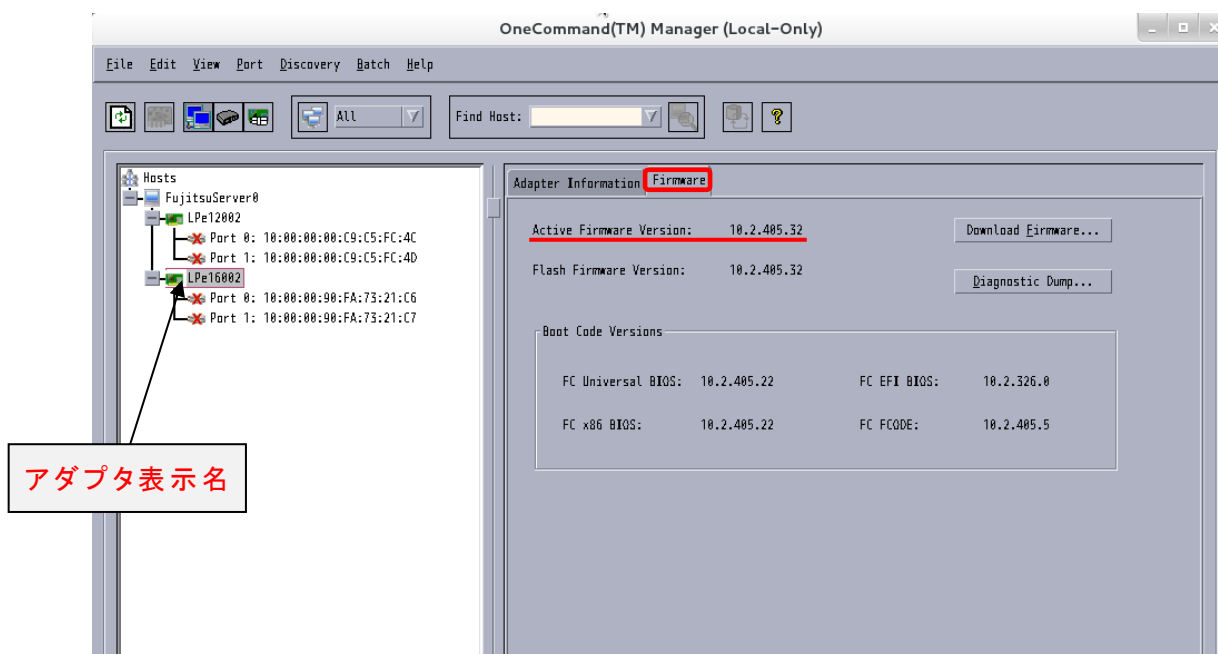 OneCommand(TM) Manager (Local-Only)
File Edit View Port Discovery Batch Help
All
Find Host:
Hosts
FujitsuServer0
LPe12002
Port 0: 10:00:00:00:C9:C5:FC:4C
Port 1: 10:00:00:00:C9:C5:FC:4D
LPe16002
Port 0: 10:00:00:90:FA:73:21:C6
Port 1: 10:00:00:90:FA:73:21:C7
アダプタ表示名
Adapter Information Firmware
Active Firmware Version: 10.2.405.32 Download Firmware...
Flash Firmware Version: 10.2.405.32 Diagnostic Dump...
Boot Code Versions
FC Universal BIOS: 10.2.405.22 FC EFI BIOS: 10.2.326.0
FC x86 BIOS: 10.2.405.22 FC FCODE: 10.2.405.5